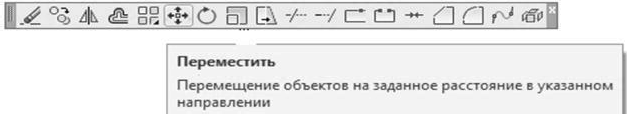 Переместить
Перемещение объектов на заданное расстояние в указанном
направлении